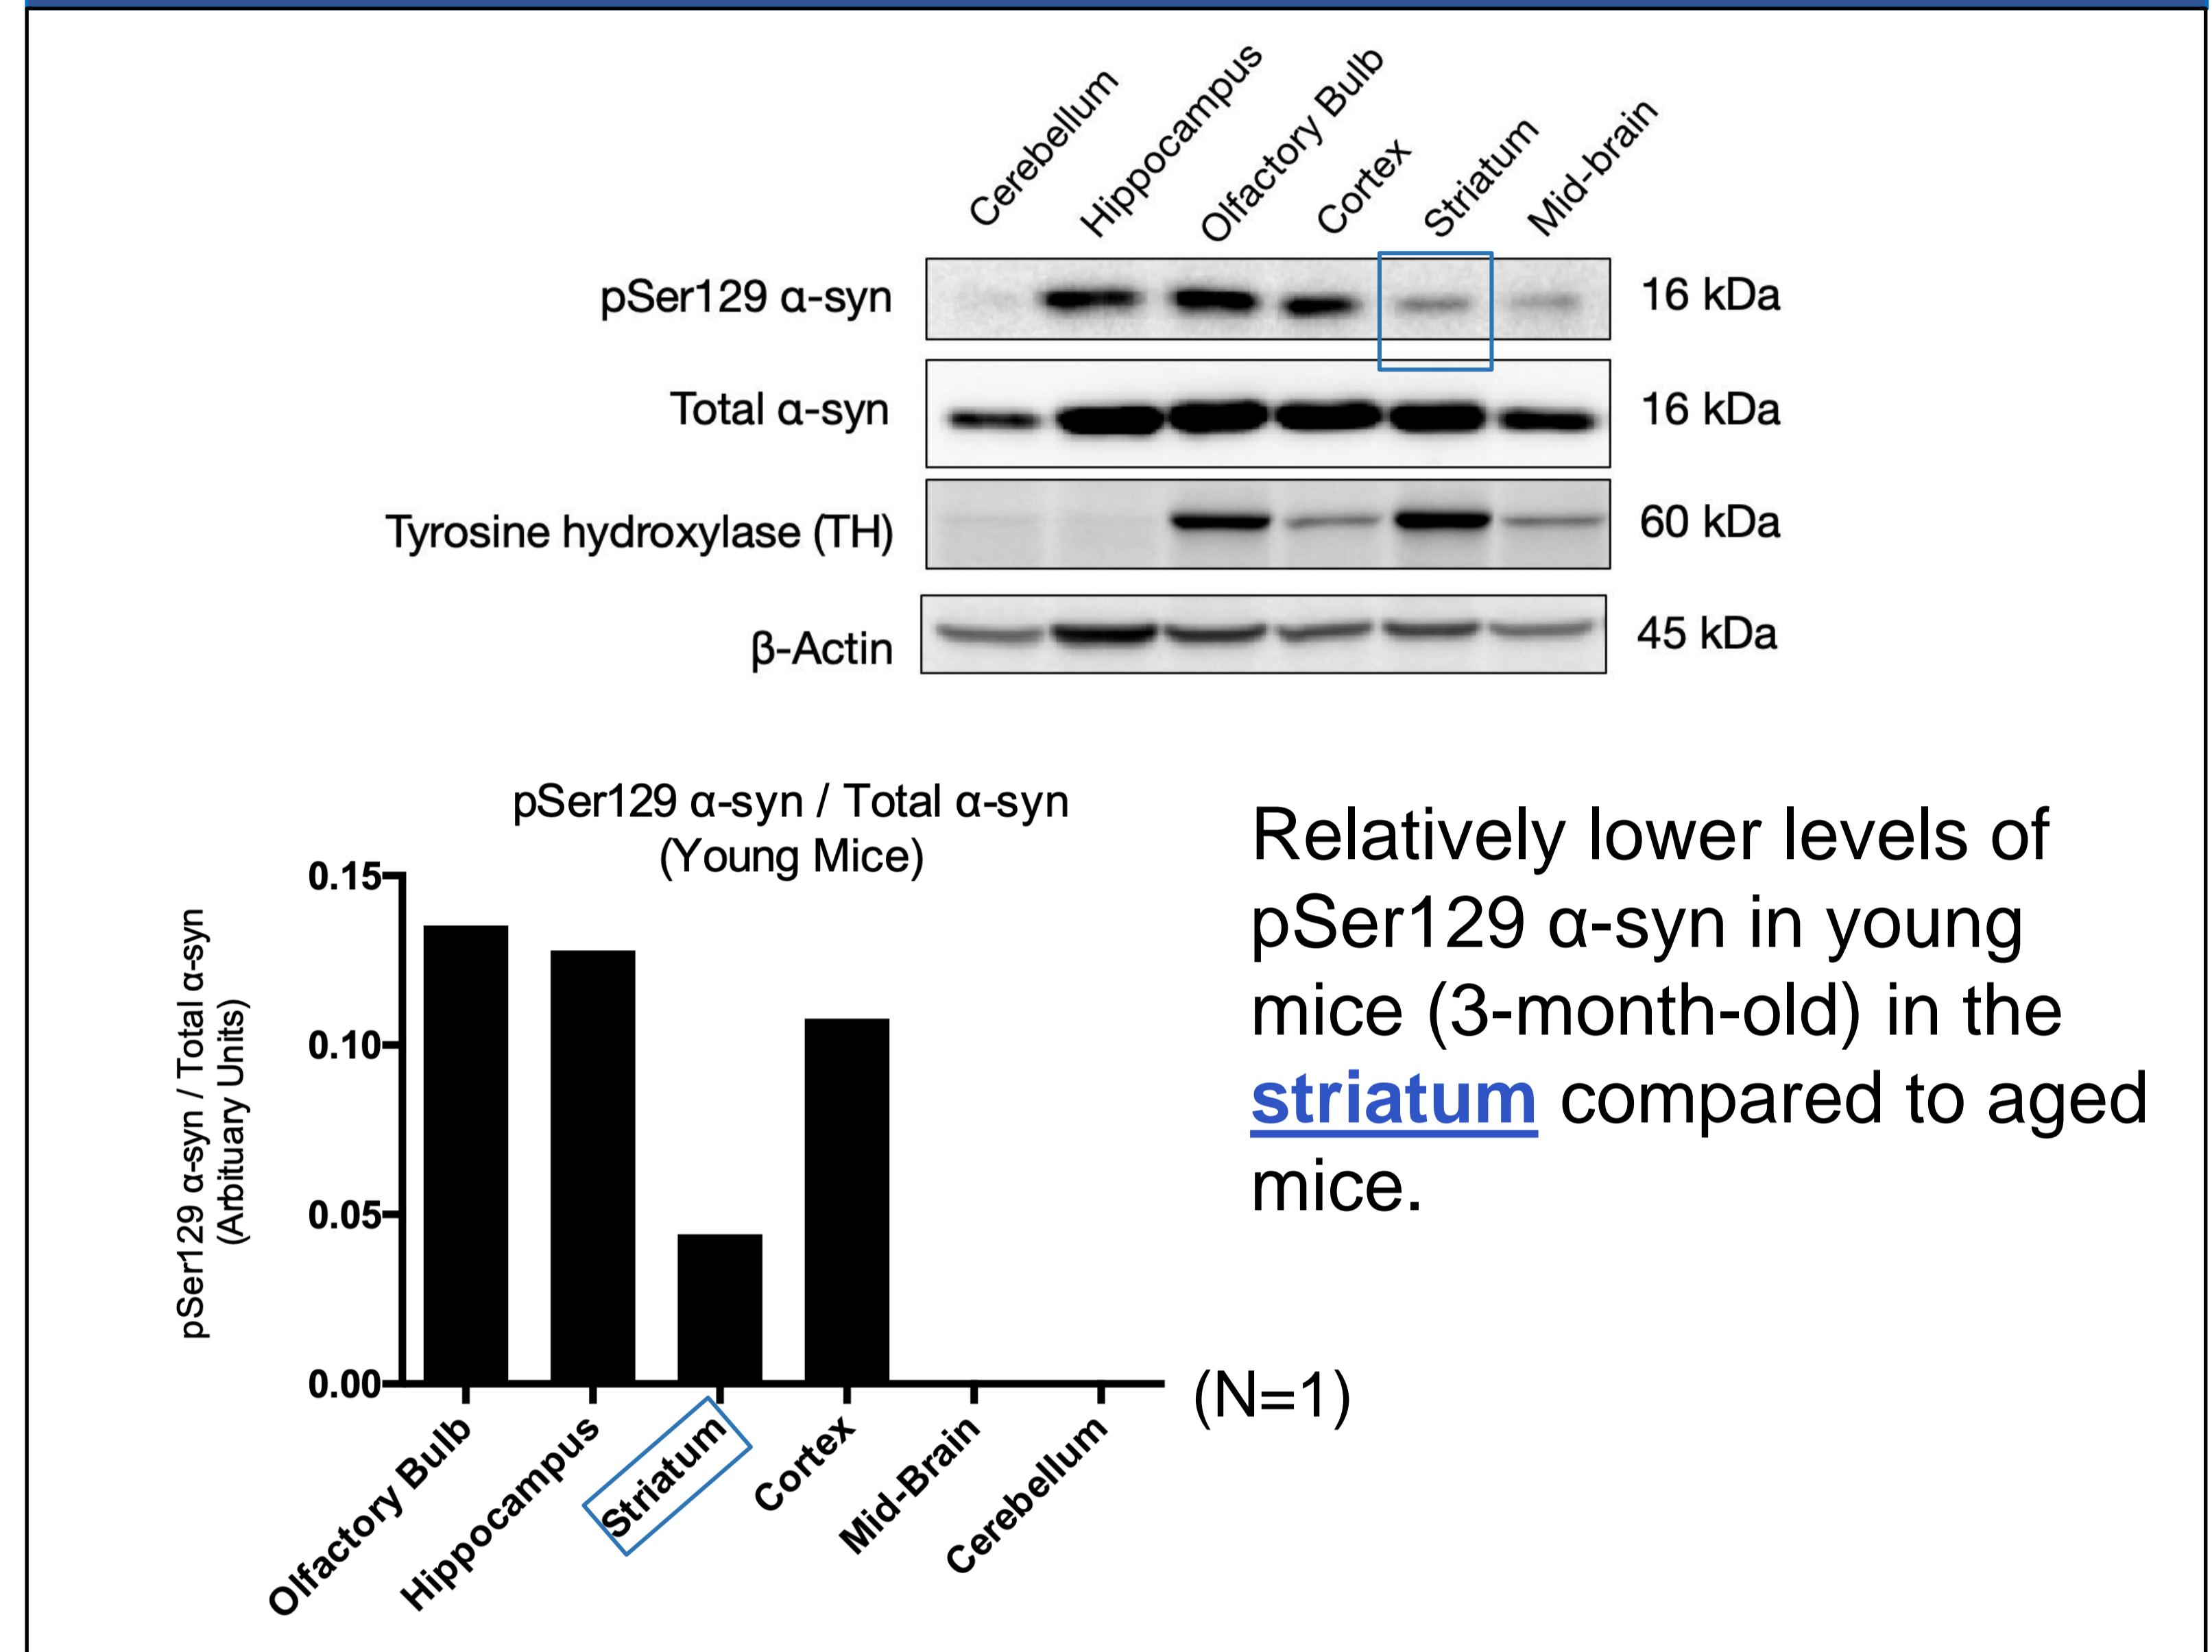 Cerebellum
Hippocampus
Olfactory Bulb
Cortex
Striatum
Mid-brain
pSer129 α-syn
16 kDa
Total α-syn
16 kDa
Tyrosine hydroxylase (TH)
60 kDa
β-Actin
45 kDa
pSer129 α-syn / Total α-syn
(Young Mice)
pSer129 α-syn / Total α-syn
(Arbituary Units)
0.15
0.10
0.05
0.00
Olfactory Bulb
Hippocampus
Striatum
Cortex
Mid-Brain
Cerebellum
(N=1)
Relatively lower levels of
pSer129 α-syn in young
mice (3-month-old) in the
striatum compared to aged
mice.